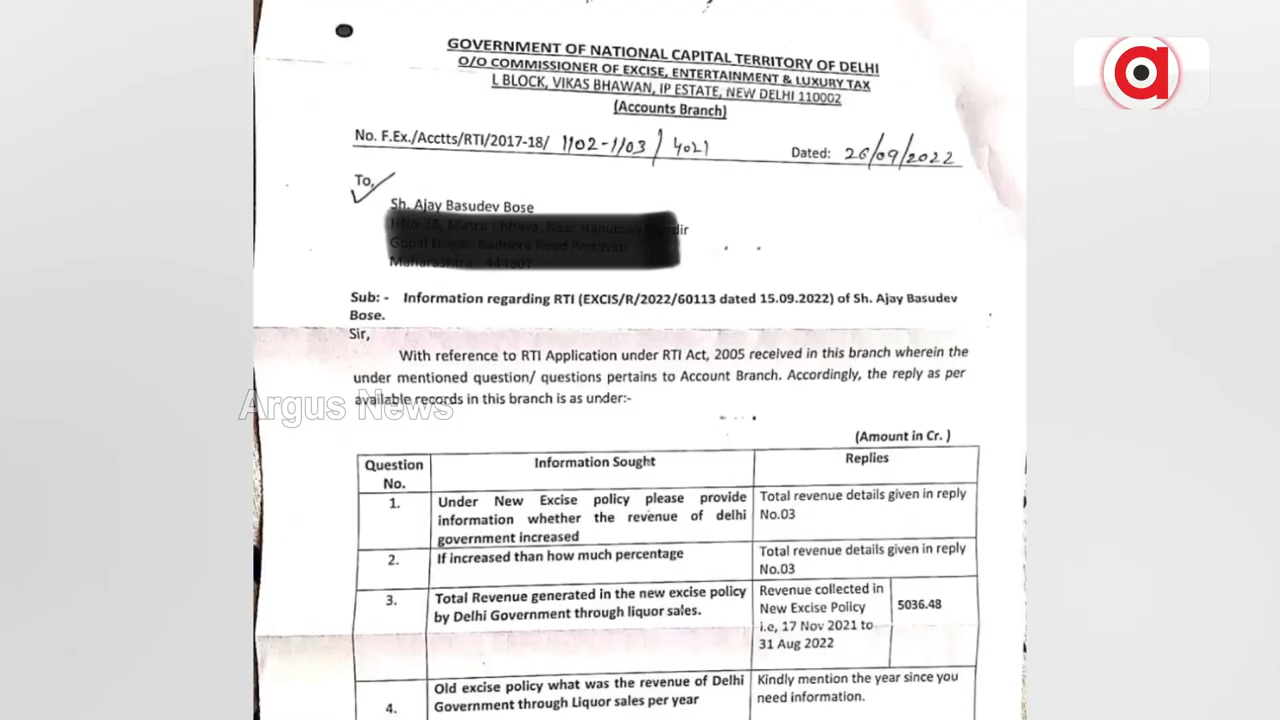 GOVERNMENT OF NATIONAL CAPITAL TERRITORY OF DELHI
O/O COMMISSIONER OF EXCISE, ENTERTAINMENT & LUXURY TAX
L BLOCK, VIKAS BHAWAN, IP ESTATE, NEW DELHI 110002
(Accounts Branch)
No. F.Ex./Acctts/RTI/2017-18/ 1102-1103/4021 Dated: 26/09/2022
To,
Sh. Ajay Basudev Bose
Sub: - Information regarding RTI (EXCIS/R/2022/60113 dated 15.09.2022) of Sh. Ajay Basudev
Bose.
Sir,
With reference to RTI Application under RTI Act, 2005 received in this branch wherein the
under mentioned question/ questions pertains to Account Branch. Accordingly, the reply as per
available records in this branch is as under:-
Argus News
(Amount in Cr. )
Question No. Information Sought Replies
1. Under New Excise policy please provide information whether the revenue of delhi government increased Total revenue details given in reply No.03
2. If increased than how much percentage Total revenue details given in reply No.03
3. Total Revenue generated in the new excise policy by Delhi Government through liquor sales. Revenue collected in New Excise Policy i.e, 17 Nov 2021 to 31 Aug 2022 5036.48
4. Old excise policy what was the revenue of Delhi Government through Liquor sales per year Kindly mention the year since you need information.
a